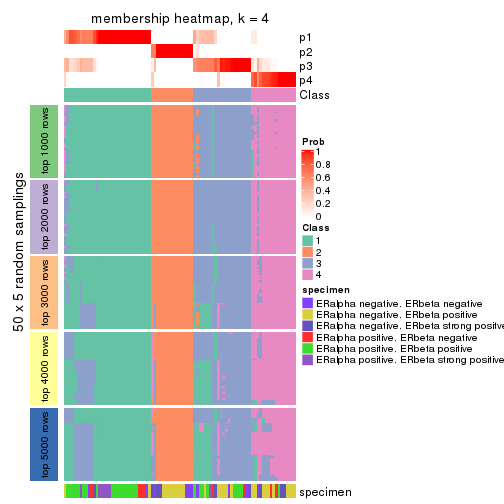 membership heatmap, k = 4
p1
p2
p3
p4
Class
50 x 5 random samplings
top 1000 rows
top 2000 rows
top 3000 rows
top 4000 rows
top 5000 rows
Prob
1
0.8
0.6
0.4
0.2
0
Class
1
2
3
4
specimen
ERalpha negative. ERbeta negative
ERalpha negative. ERbeta positive
ERalpha negative. ERbeta strong positive
ERalpha positive. ERbeta negative
ERalpha positive. ERbeta positive
ERalpha positive. ERbeta strong positive
specimen